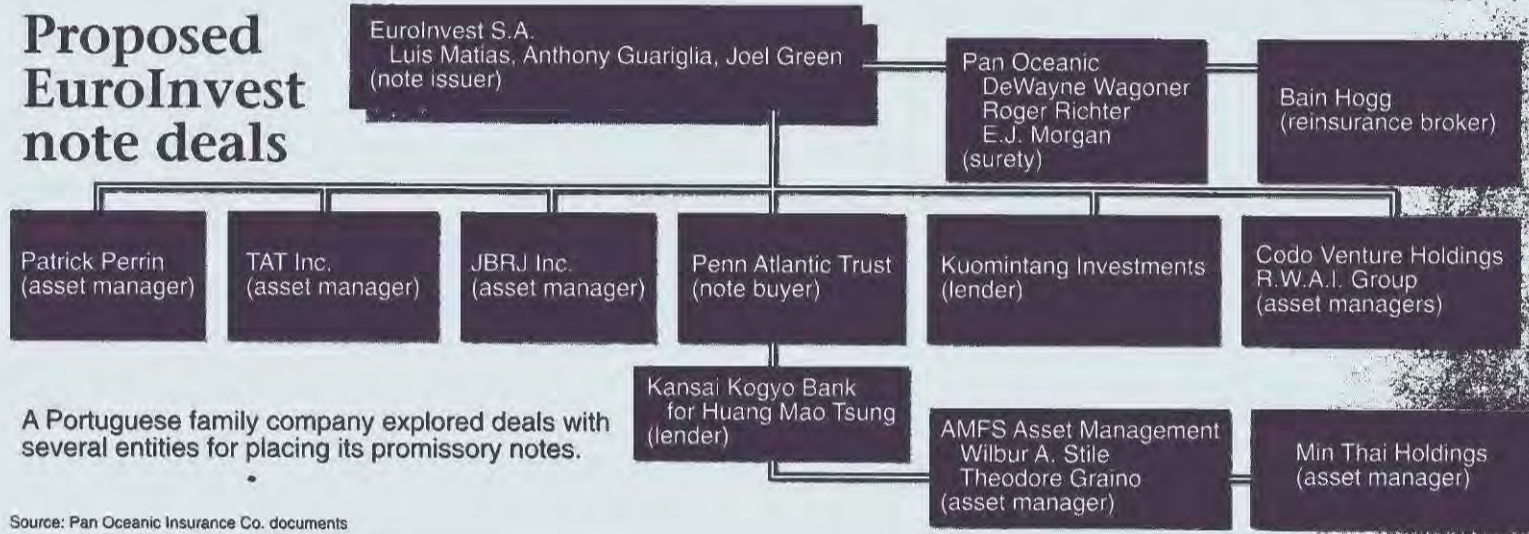 Proposed
EuroInvest
note deals
EuroInvest S.A.
Luis Matias, Anthony Guariglia, Joel Green
(note issuer)
Pan Oceanic
DeWayne Wagoner
Roger Richter
E.J. Morgan
(surety)
Bain Hogg
(reinsurance broker)
Patrick Perrin
(asset manager)
TAT Inc.
(asset manager)
JBRJ Inc.
(asset manager)
Penn Atlantic Trust
(note buyer)
Kuomintang Investments
(lender)
Codo Venture Holdings
R.W.A.I. Group
(asset managers)
Kansai Kogyo Bank
for Huang Mao Tsung
(lender)
AMFS Asset Management
Wilbur A. Stile
Theodore Graino
(asset manager)
Min Thai Holdings
(asset manager)
A Portuguese family company explored deals with
several entities for placing its promissory notes.
Source: Pan Oceanic Insurance Co. documents